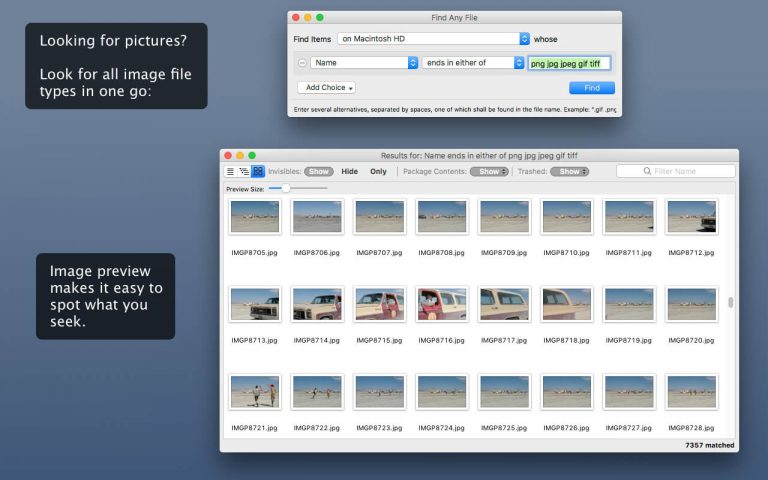 Looking for pictures?
Look for all image file
types in one go:
Find Any File
Find Items on Macintosh HD whose
Name ends in either of png jpg jpeg gif tiff
Add Choice Find
Enter several alternatives, separated by spaces, one of which shall be found in the file name. Example: ".gif .png
Results for: Name ends in either of png jpg jpeg gif tiff
Invisibles: Show Hide Only Package Contents: Show Trashed: Show Filter Name
Preview Size:
IMGP8705.jpg IMGP8706.jpg IMGP8707.jpg IMGP8708.jpg IMGP8709.jpg IMGP8710.jpg IMGP8711.jpg IMGP8712.jpg
Image preview
makes it easy to
spot what you
seek.
IMGP8713.jpg IMGP8714.jpg IMGP8715.jpg IMGP8716.jpg IMGP8717.jpg IMGP8718.jpg IMGP8719.jpg IMGP8720.jpg
IMGP8721.jpg IMGP8722.jpg IMGP8723.jpg IMGP8724.jpg IMGP8725.jpg IMGP8726.jpg IMGP8727.jpg IMGP8728.jpg
7357 matched